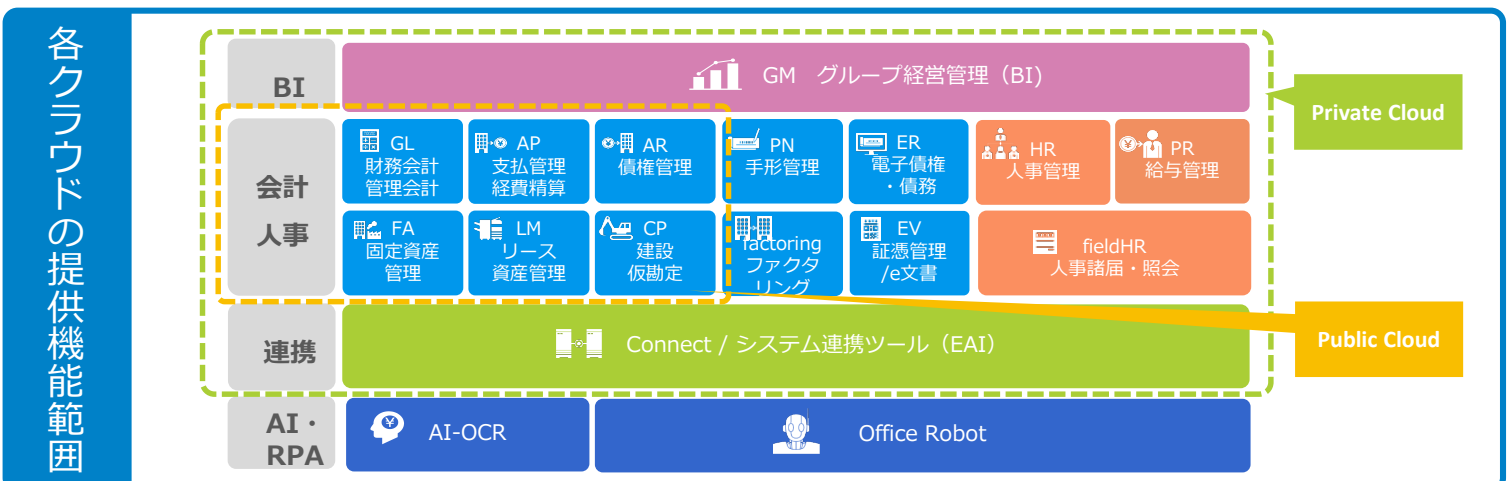 各クラウドの提供機能範囲
BI
GM グループ経営管理（BI)
Private Cloud
会計
人事
GL
財務会計
管理会計
AP
支払管理
経費精算
AR
債権管理
PN
手形管理
ER
電子債権
・債務
HR
人事管理
PR
給与管理
FA
固定資産
管理
LM
リース
資産管理
CP
建設
仮勘定
factoring
ファクタ
リング
EV
証憑管理
/e文書
fieldHR
人事諸届・照会
連携
Connect / システム連携ツール（EAI）
Public Cloud
AI・
RPA
AI-OCR
Office Robot